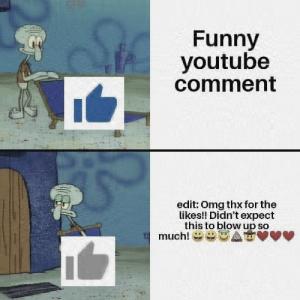 Funny
youtube
comment
edit: Omg thx for the
likes!! Didn't expect
this to blow up so
much! 😀😀😇⚠🤠❤❤❤